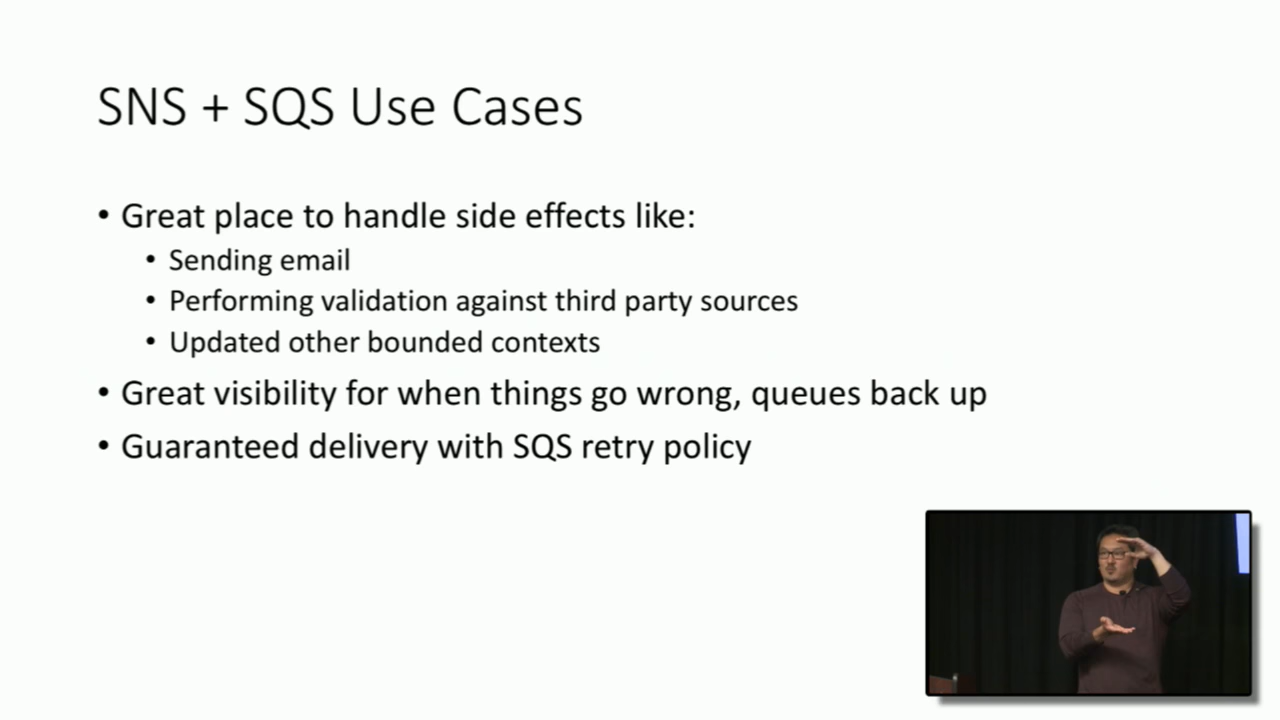 SNS + SQS Use Cases
• Great place to handle side effects like:
• Sending email
• Performing validation against third party sources
• Updated other bounded contexts
• Great visibility for when things go wrong, queues back up
• Guaranteed delivery with SQS retry policy